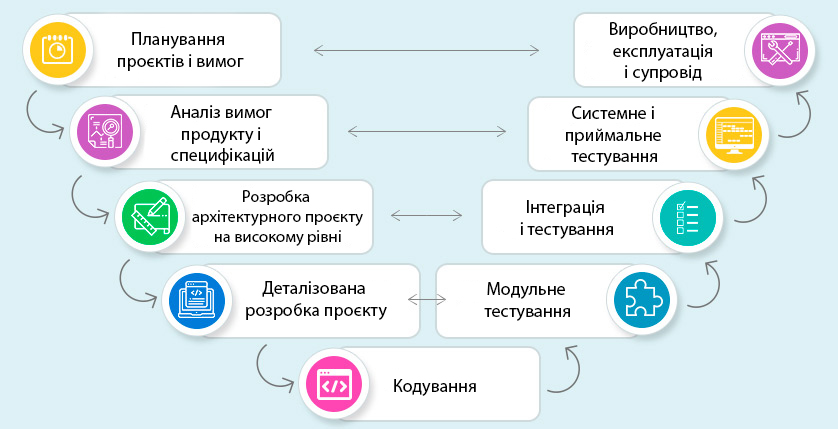 Планування
проєктів і вимог
Виробництво,
експлуатація
і супровід
Аналіз вимог
продукту і
специфікацій
Системне і
приймальне
тестування
Розробка
архітектурного проєкту
на високому рівні
Інтеграція
і тестування
Деталізована
розробка проєкту
Модульне
тестування
Кодування